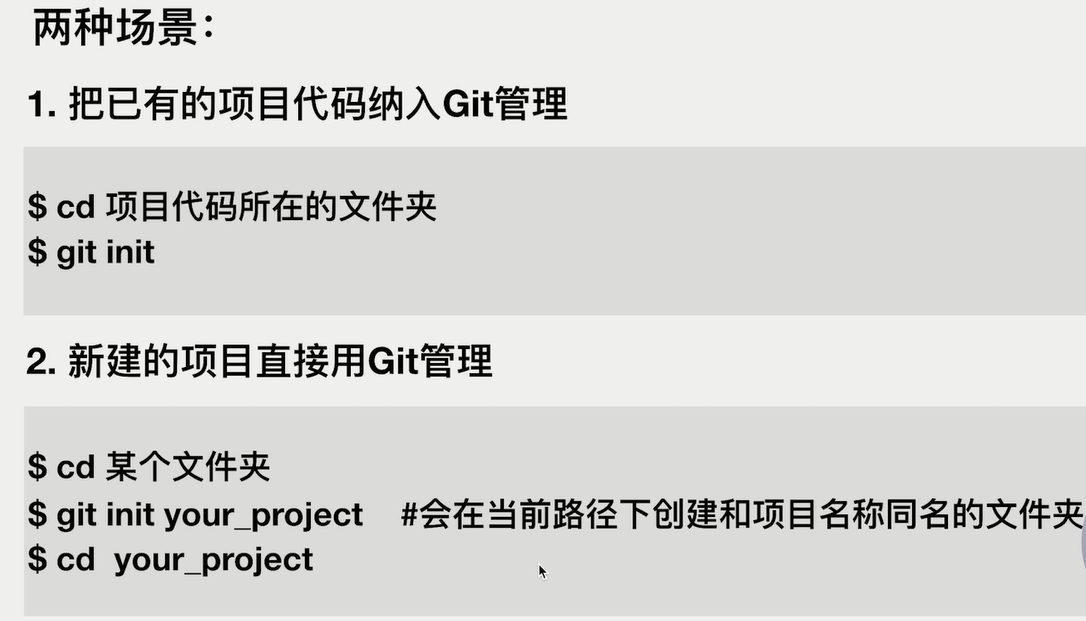 两种场景：
1. 把已有的项目代码纳入Git管理
$ cd 项目代码所在的文件夹
$ git init
2. 新建的项目直接用Git管理
$ cd 某个文件夹
$ git init your_project #会在当前路径下创建和项目名称同名的文件夹
$ cd your_project